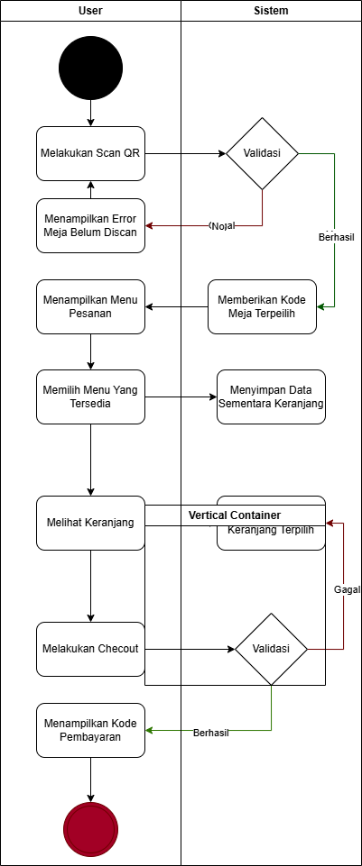 User
Sistem
Melakukan Scan QR
Validasi
Menampilkan Error
Meja Belum Discan
Berhasil
Menampilkan Menu
Pesanan
Memberikan Kode
Meja Terpeilih
Memilih Menu Yang
Tersedia
Menyimpan Data
Sementara Keranjang
Melihat Keranjang
Vertical Container
Keranjang Terpilih
Gagal
Melakukan Checout
Validasi
Menampilkan Kode
Pembayaran
Berhasil